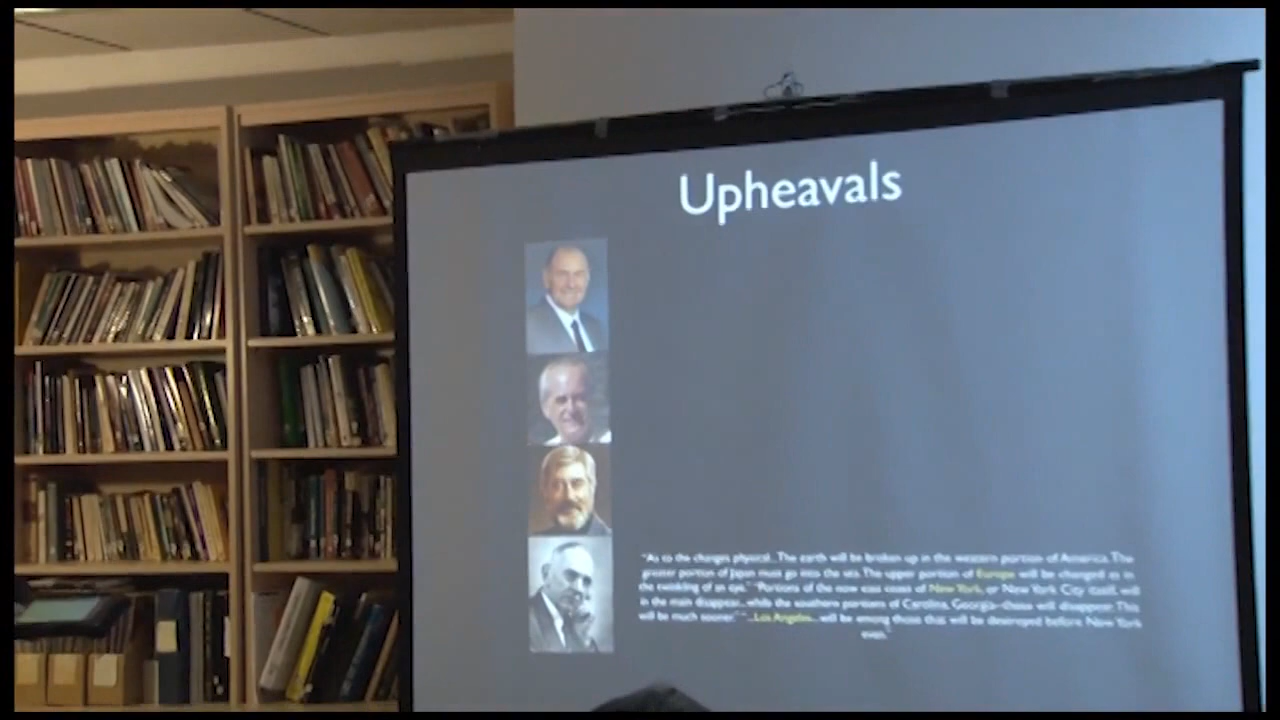 Upheavals
"As to the changes physical. The earth will be broken up in the western portion of America. The
greater portion of Japan must go into the sea. The upper portion of Europe will be changed as in
the twinkling of an eye." "Portions of the now east coast of New York, or New York City itself, will
in the main disappear...while the southern portions of Carolina, Georgia—these will disappear. This
will be much sooner." "...Los Angeles... will be among those that will be destroyed before New York
even."